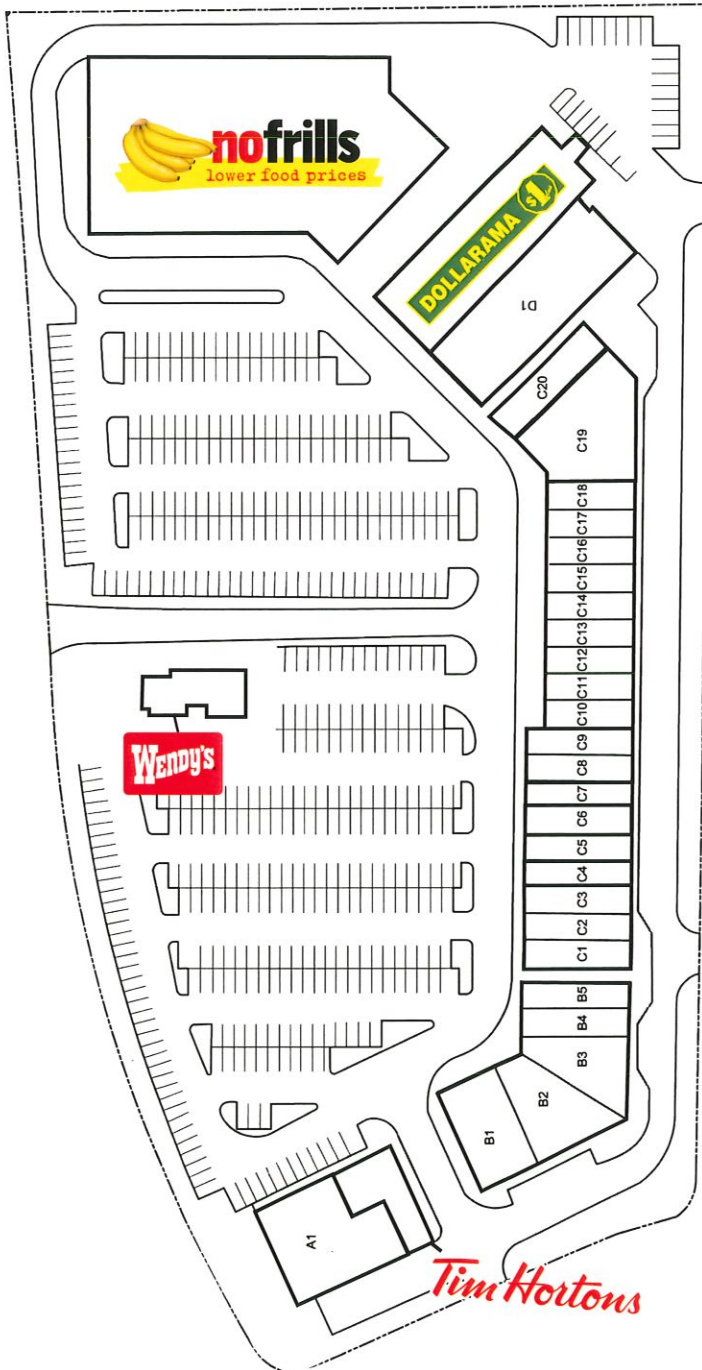 nofrills
lower food prices
DOLLARAMA
$1
D1
C20
C19
C18
C17
C16
C15
C14
C13
C12
C11
C10
C9
C8
C7
C6
C5
C4
C3
C2
C1
WENDY'S
B5
B4
B3
B2
B1
A1
Tim Hortons